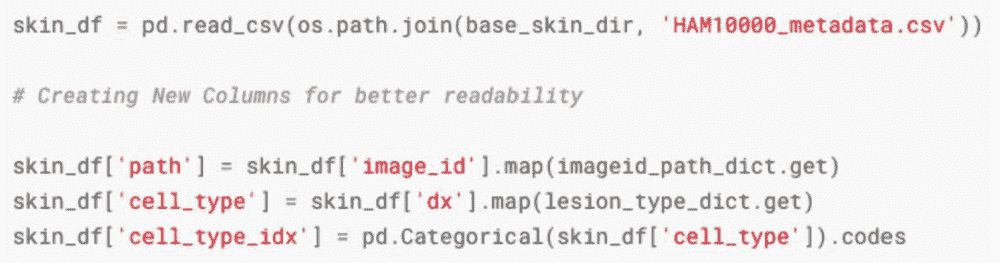 skin_df = pd.read_csv(os.path.join(base_skin_dir, 'HAM10000_metadata.csv'))
# Creating New Columns for better readability
skin_df['path'] = skin_df['image_id'].map(imageid_path_dict.get)
skin_df['cell_type'] = skin_df['dx'].map(lesion_type_dict.get)
skin_df['cell_type_idx'] = pd.Categorical(skin_df['cell_type']).codes